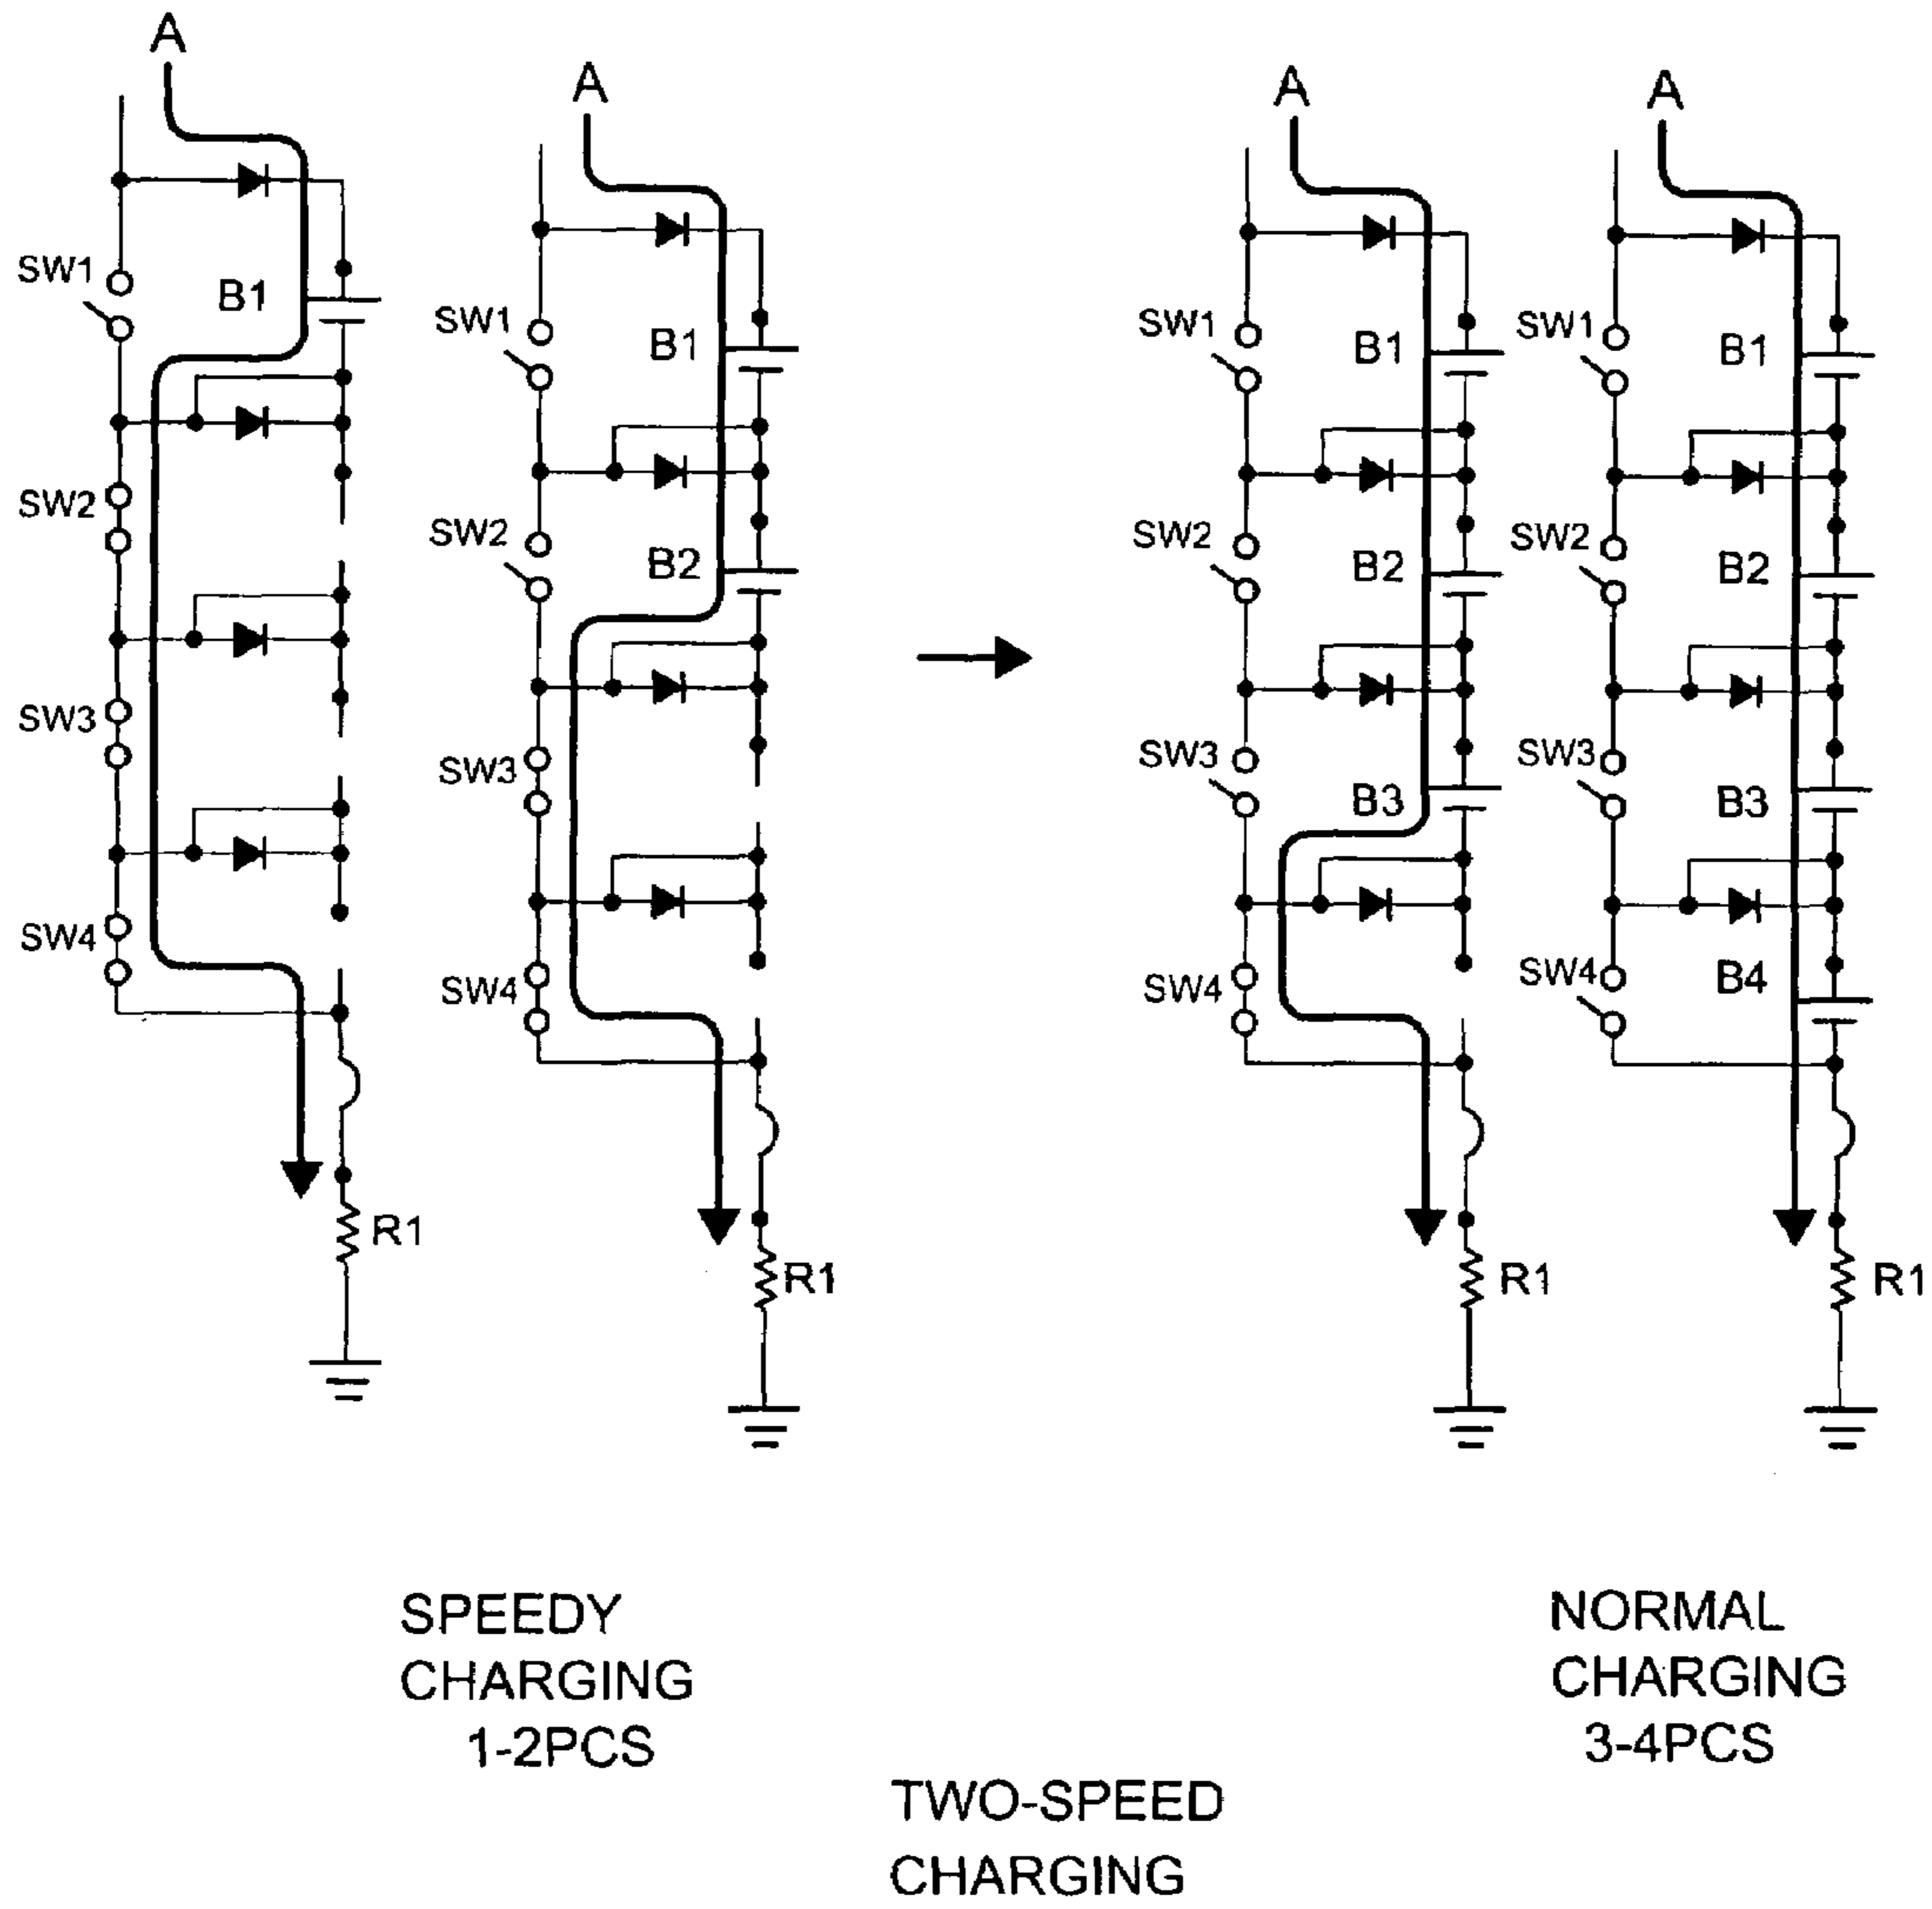 A
SW1
B1
SW2
SW3
SW4
R1
A
SW1
B1
SW2
B2
SW3
SW4
R1
A
SW1
B1
SW2
B2
SW3
B3
SW4
R1
A
SW1
B1
SW2
B2
SW3
B3
SW4
B4
R1
SPEEDY
CHARGING
1-2PCS
NORMAL
CHARGING
3-4PCS
TWO-SPEED
CHARGING